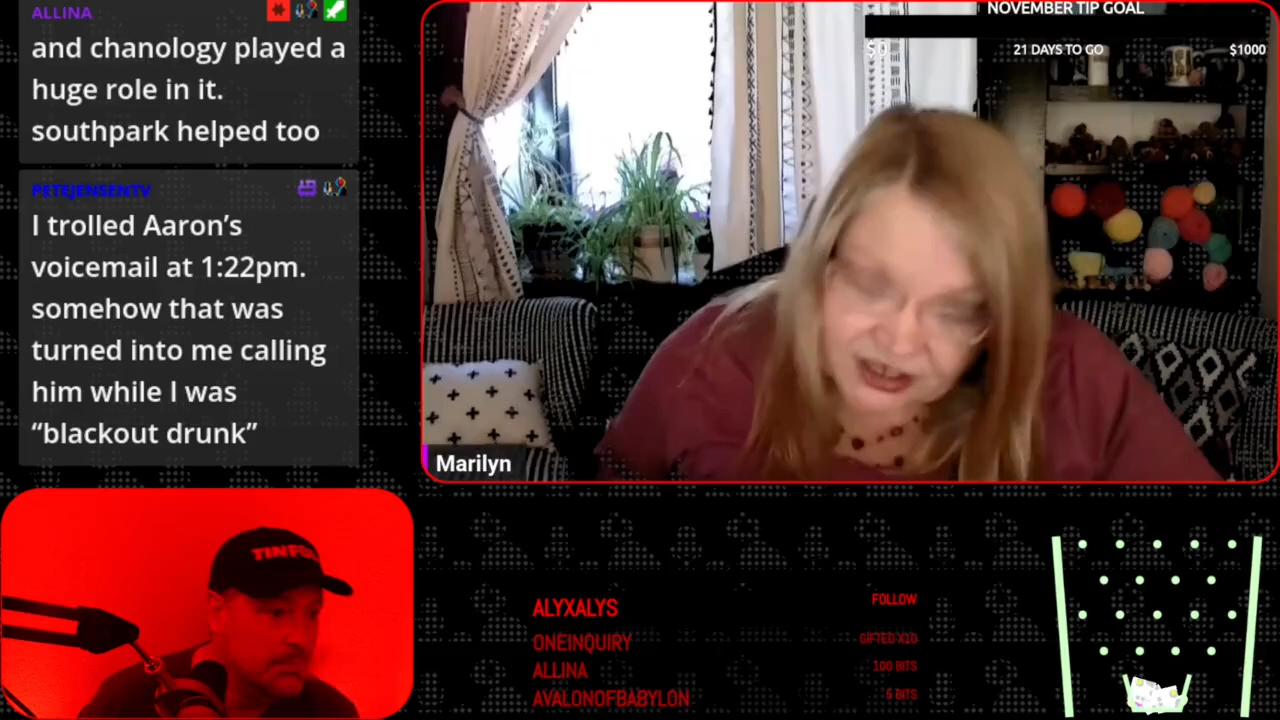 ALLINA
and chanology played a
huge role in it.
southpark helped too
PETEJENSENTV
I trolled Aaron's
voicemail at 1:22pm.
somehow that was
turned into me calling
him while I was
“blackout drunk”
NOVEMBER TIP GOAL
$0 21 DAYS TO GO $1000
Marilyn
ALYXALYS FOLLOW
ONEINQUIRY GIFTED X10
ALLINA 100 BITS
AVALONOFBABYLON 5 BITS